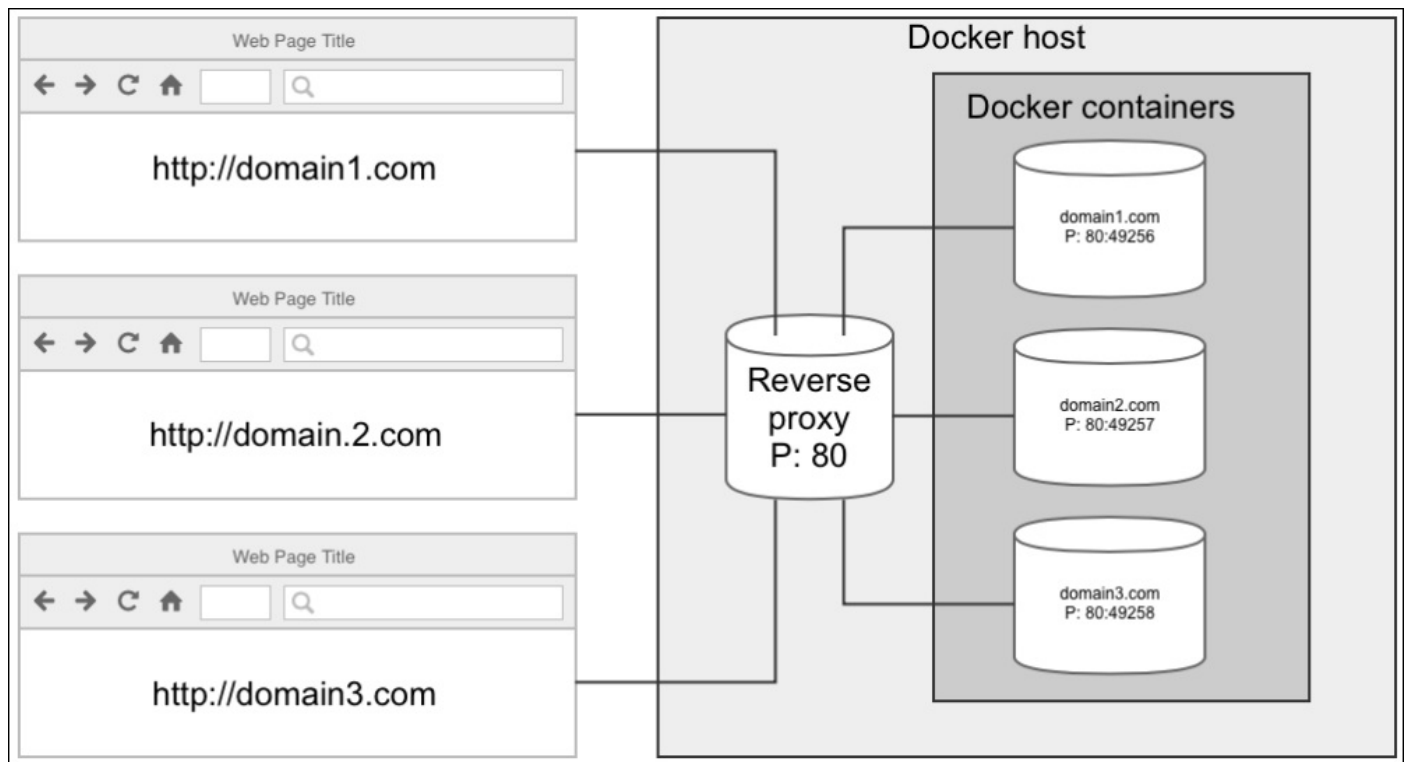 Web Page Title
http://domain1.com
Web Page Title
http://domain.2.com
Web Page Title
http://domain3.com
Docker host
Docker containers
Reverse
proxy
P: 80
domain1.com
P: 80:49256
domain2.com
P: 80:49257
domain3.com
P: 80:49258